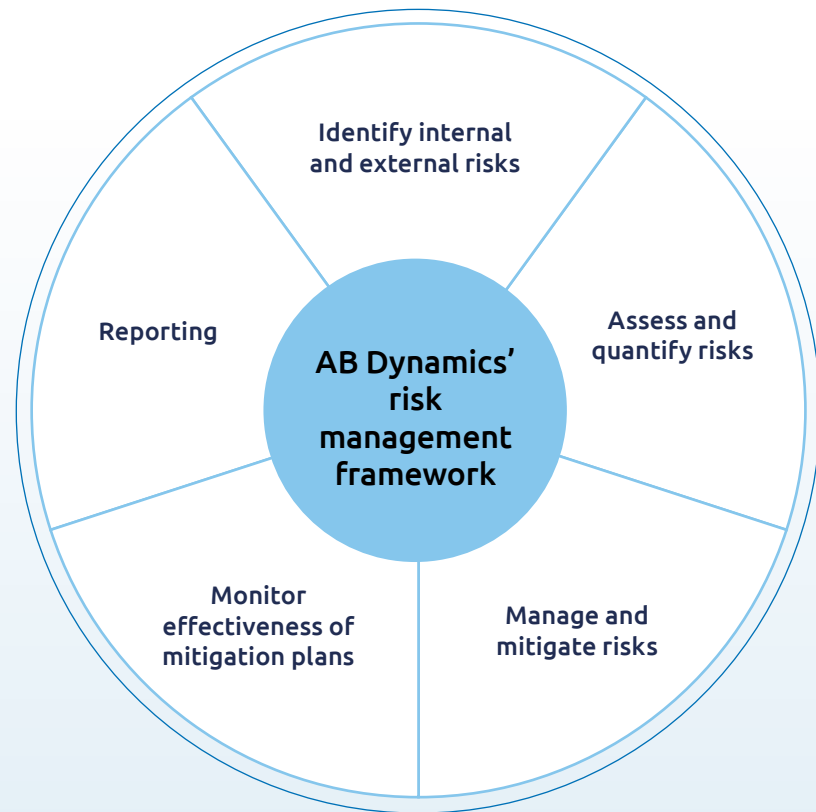 Identify internal
and external risks
Assess and
quantify risks
Manage and
mitigate risks
Monitor
effectiveness of
mitigation plans
Reporting
AB Dynamics’
risk
management
framework